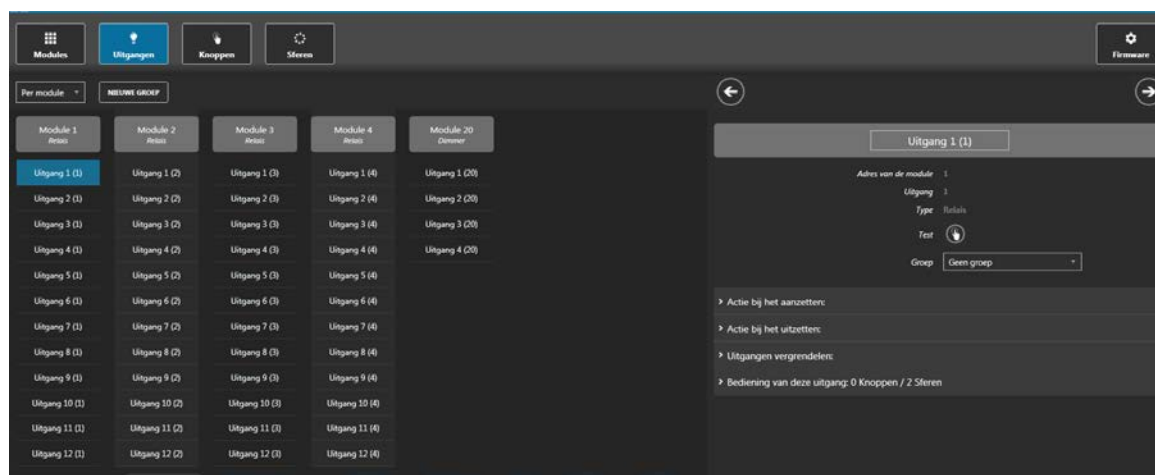 Modules Uitgangen Knoppen Sferen Firmware
Per module NIEUWE GROEP
Module 1 Module 2 Module 3 Module 4 Module 20
Relais Relais Relais Relais Dimmer
Uitgang 1 (1) Uitgang 1 (2) Uitgang 1 (3) Uitgang 1 (4) Uitgang 1 (20)
Uitgang 2 (1) Uitgang 2 (2) Uitgang 2 (3) Uitgang 2 (4) Uitgang 2 (20)
Uitgang 3 (1) Uitgang 3 (2) Uitgang 3 (3) Uitgang 3 (4) Uitgang 3 (20)
Uitgang 4 (1) Uitgang 4 (2) Uitgang 4 (3) Uitgang 4 (4) Uitgang 4 (20)
Uitgang 5 (1) Uitgang 5 (2) Uitgang 5 (3) Uitgang 5 (4)
Uitgang 6 (1) Uitgang 6 (2) Uitgang 6 (3) Uitgang 6 (4)
Uitgang 7 (1) Uitgang 7 (2) Uitgang 7 (3) Uitgang 7 (4)
Uitgang 8 (1) Uitgang 8 (2) Uitgang 8 (3) Uitgang 8 (4)
Uitgang 9 (1) Uitgang 9 (2) Uitgang 9 (3) Uitgang 9 (4)
Uitgang 10 (1) Uitgang 10 (2) Uitgang 10 (3) Uitgang 10 (4)
Uitgang 11 (1) Uitgang 11 (2) Uitgang 11 (3) Uitgang 11 (4)
Uitgang 12 (1) Uitgang 12 (2) Uitgang 12 (3) Uitgang 12 (4)
Uitgang 1 (1)
Adres van de module 1
Uitgang 1
Type Relais
Test
Groep Geen groep
Actie bij het aanzetten:
Actie bij het uitzetten:
Uitgangen vergrendelen:
Bediening van deze uitgang: 0 Knoppen / 2 Sferen